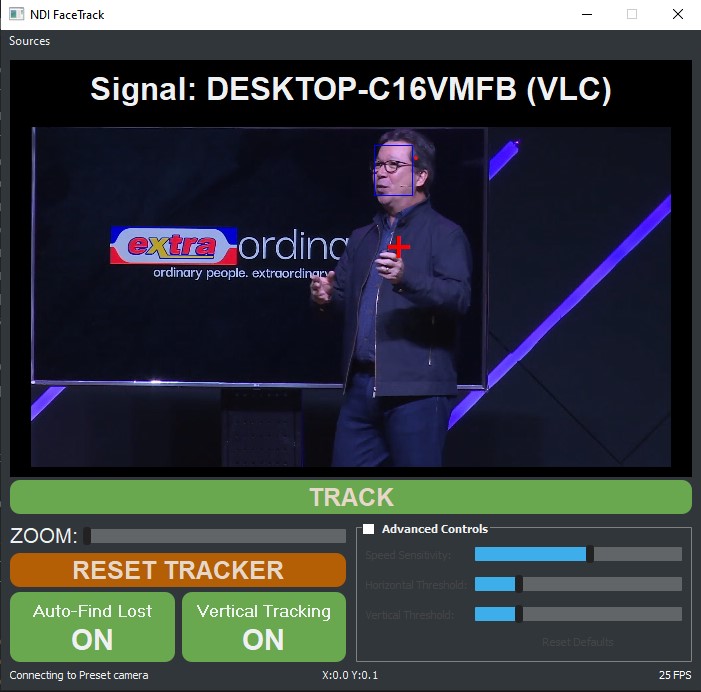 NDI FaceTrack
Sources
Signal: DESKTOP-C16VMFB (VLC)
extra ordina
ordinary people. extraordinary
TRACK
ZOOM:
RESET TRACKER
Auto-Find Lost
ON
Vertical Tracking
ON
Advanced Controls
Speed Sensitivity:
Horizontal Threshold:
Vertical Threshold:
Reset Defaults
Connecting to Preset camera
X:0.0 Y:0.1
25 FPS